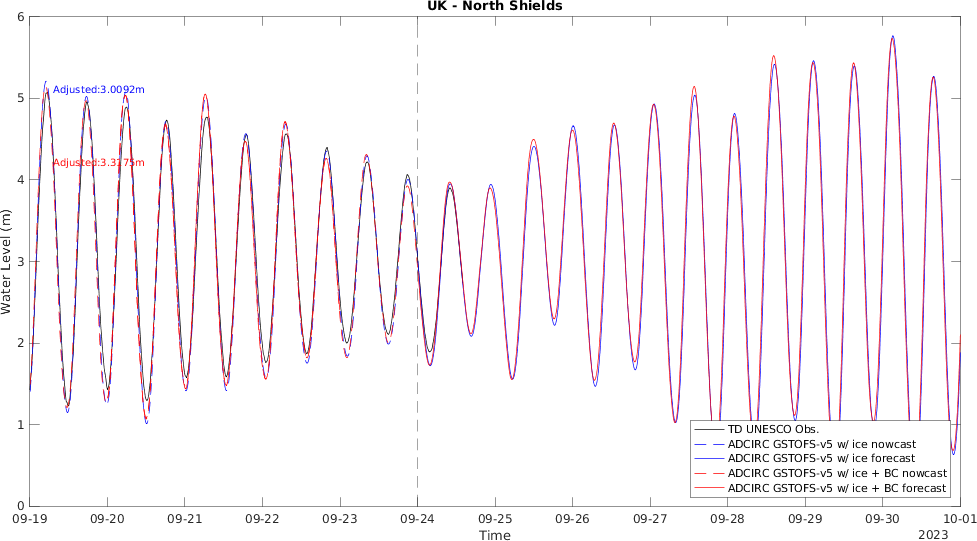 UK - North Shields
6
5
4
3
2
1
0
Water Level (m)
Adjusted:3.0092m
Adjusted:3.3275m
TD UNESCO Obs.
ADCIRC GSTOFS-v5 w/ ice nowcast
ADCIRC GSTOFS-v5 w/ ice forecast
ADCIRC GSTOFS-v5 w/ ice + BC nowcast
ADCIRC GSTOFS-v5 w/ ice + BC forecast
09-19 09-20 09-21 09-22 09-23 09-24 09-25 09-26 09-27 09-28 09-29 09-30 10-01
2023
Time